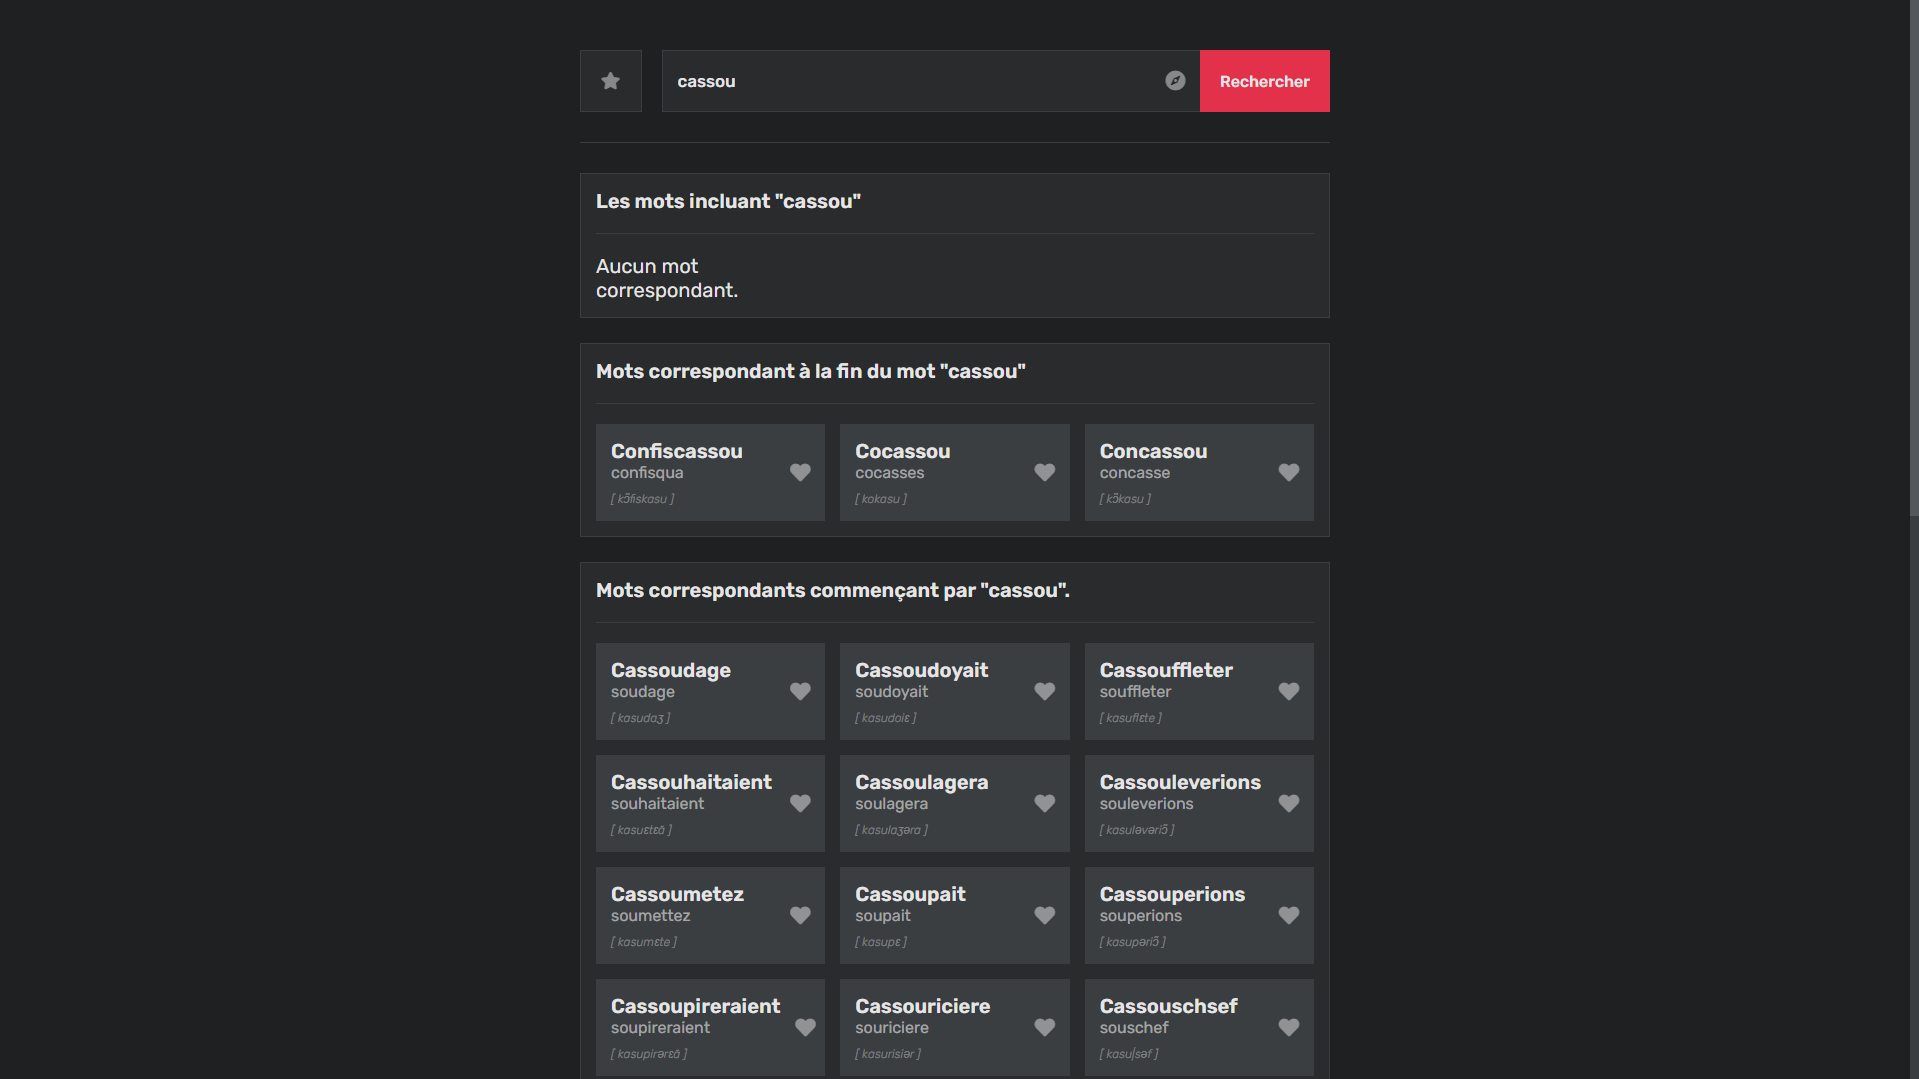 cassou
Rechercher
Les mots incluant "cassou"
Aucun mot
correspondant.
Mots correspondant à la fin du mot "cassou"
Confiscassou
confisqua
[ kɔ̃fiskasu ]
Cocassou
cocasses
[ kokasu ]
Concassou
concasse
[ kɔ̃kasu ]
Mots correspondants commençant par "cassou".
Cassoudage
soudage
[ kasudaʒ ]
Cassoudoyait
soudoyait
[ kasudoiɛ ]
Cassouffleter
souffleter
[ kasuflɛte ]
Cassouhaitaient
souhaitaient
[ kasuɛtɛɑ̃ ]
Cassoulagera
soulagera
[ kasulaʒəra ]
Cassouleverions
souleverions
[ kasuləvəriɔ̃ ]
Cassoumetez
soumettez
[ kasumɛte ]
Cassoupait
soupait
[ kasupɛ ]
Cassouperions
souperions
[ kasupəriɔ̃ ]
Cassoupireraient
soupireraient
[ kasupirərɛɑ̃ ]
Cassouriciere
souriciere
[ kasurisiər ]
Cassouschsef
souschef
[ kasuʃsəf ]